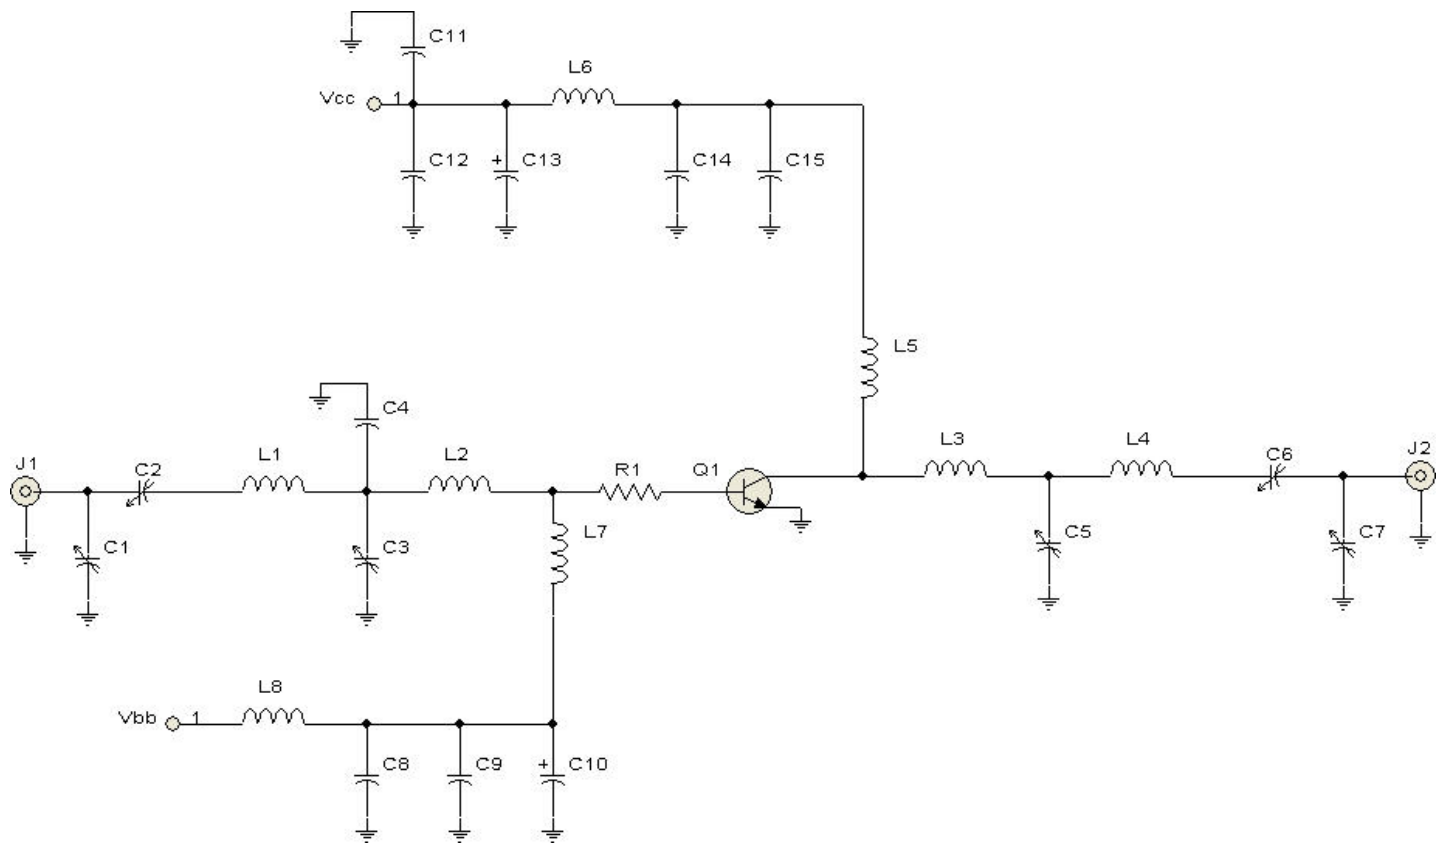 C11
L6
Vcc 1
C12 + C13 C14 C15
L5
C4
J1 C2 L1 L2 R1 Q1 L3 L4 C6 J2
C1 C3 L7 C5 C7
L8
Vbb 1
C8 C9 + C10